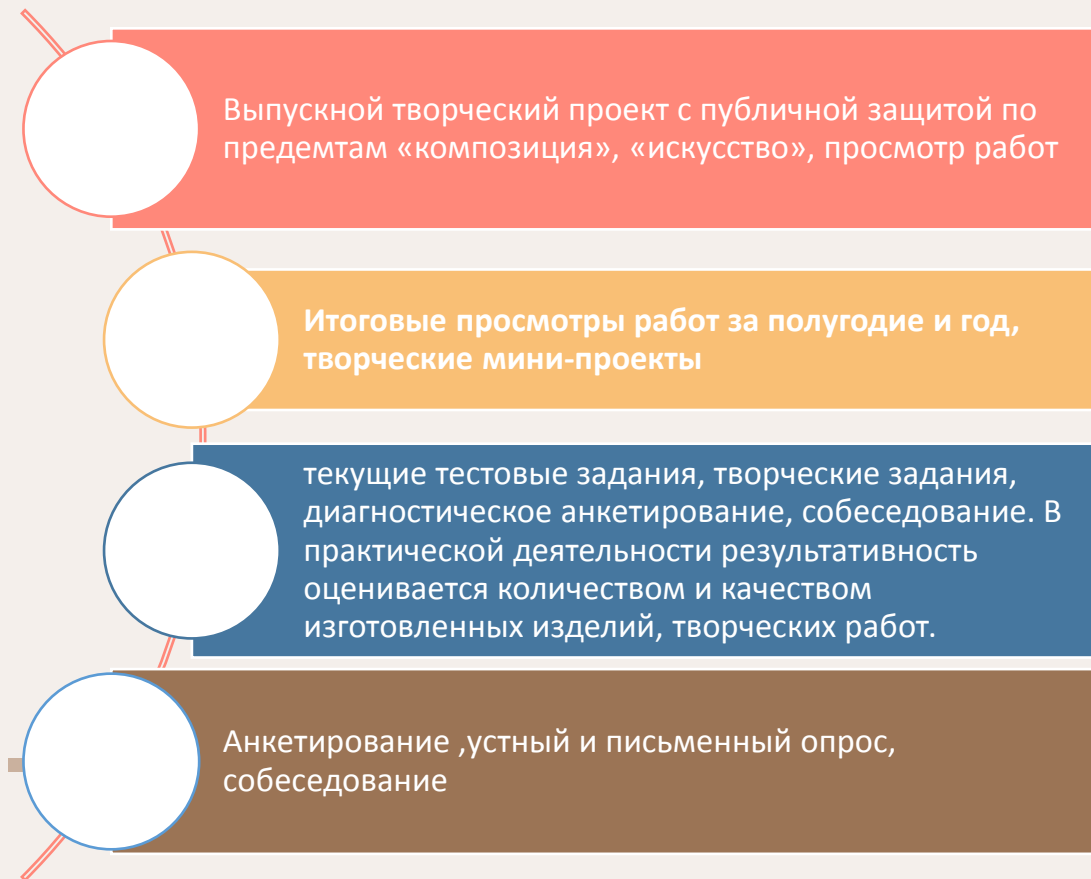 Выпускной творческий проект с публичной защитой по
предемтам «композиция», «искусство», просмотр работ
Итоговые просмотры работ за полугодие и год,
творческие мини-проекты
текущие тестовые задания, творческие задания,
диагностическое анкетирование, собеседование. В
практической деятельности результативность
оценивается количеством и качеством
изготовленных изделий, творческих работ.
Анкетирование ,устный и письменный опрос,
собеседование